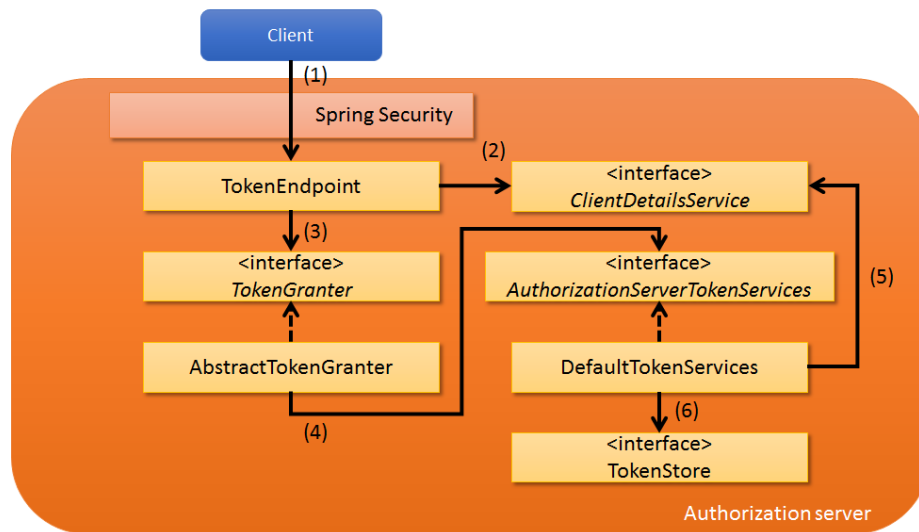 Client
(1)
Spring Security
(2)
TokenEndpoint
<interface>
ClientDetailsService
(3)
<interface>
TokenGranter
<interface>
AuthorizationServerTokenServices
(5)
AbstractTokenGranter
DefaultTokenServices
(4)
(6)
<interface>
TokenStore
Authorization server